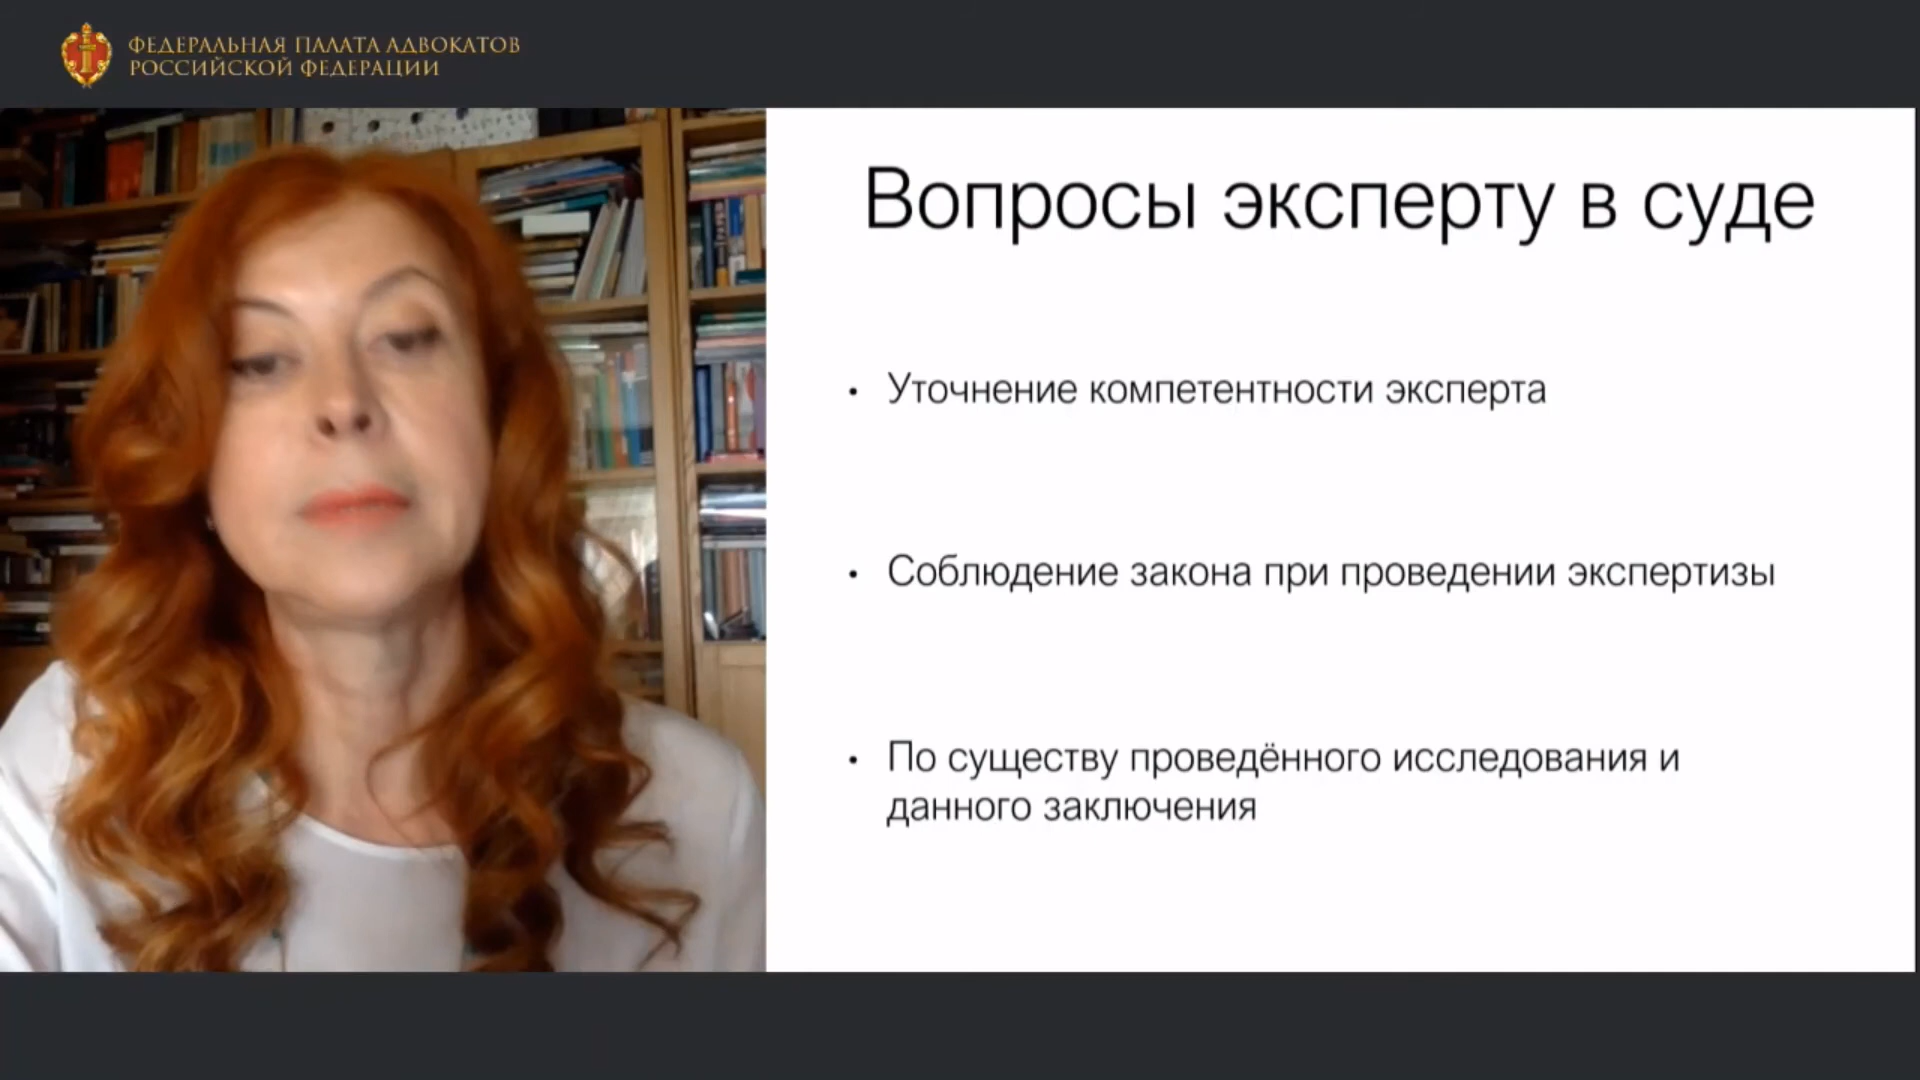 ФЕДЕРАЛЬНАЯ ПАЛАТА АДВОКАТОВ
РОССИЙСКОЙ ФЕДЕРАЦИИ
Вопросы эксперту в суде
• Уточнение компетентности эксперта
• Соблюдение закона при проведении экспертизы
• По существу проведённого исследования и
данного заключения